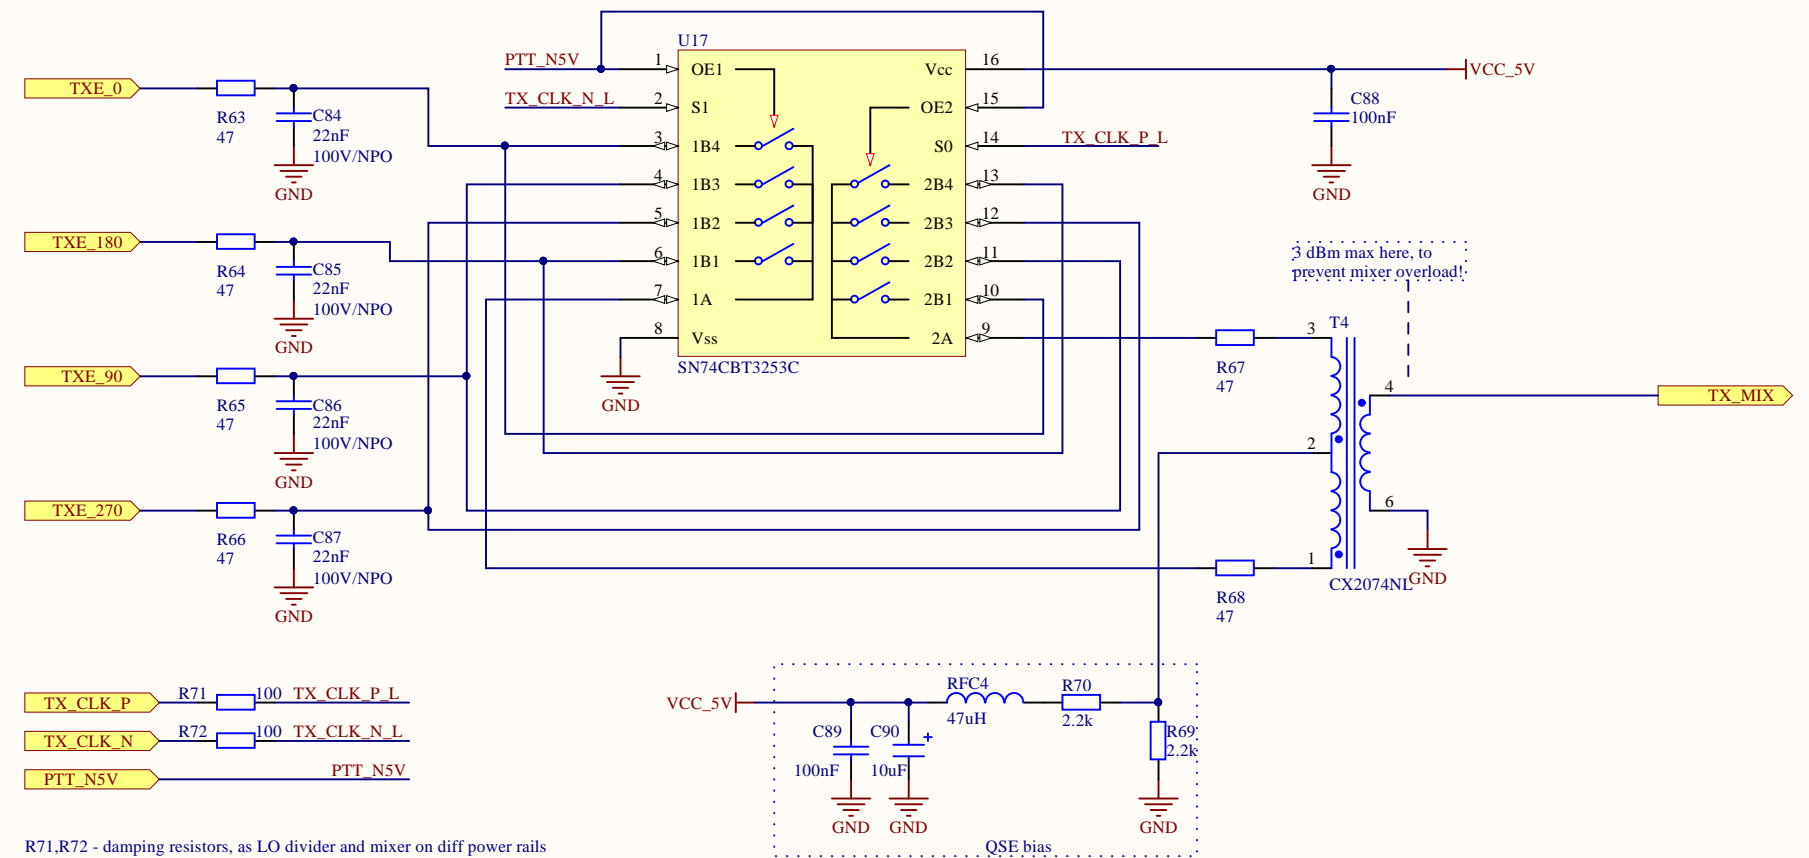 U17
PTT_N5V
1
OE1
Vcc
16
VCC_5V
TXE_0
TX_CLK_N_L
2
S1
OE2
15
C88
100nF
R63
47
C84
22nF
100V/NPO
GND
3
1B4
S0
14
TX_CLK_P_L
4
1B3
2B4
13
GND
5
1B2
2B3
12
TXE_180
6
1B1
2B2
11
3 dBm max here, to
prevent mixer overload!
R64
47
C85
22nF
100V/NPO
GND
7
1A
2B1
10
8
Vss
2A
9
SN74CBT3253C
GND
R67
47
3
T4
4
TX_MIX
TXE_90
R65
47
C86
22nF
100V/NPO
GND
2
6
TXE_270
R66
47
C87
22nF
100V/NPO
GND
1
CX2074NL
GND
R68
47
TX_CLK_P
R71
100
TX_CLK_P_L
TX_CLK_N
R72
100
TX_CLK_N_L
PTT_N5V
PTT_N5V
VCC_5V
RFC4
47uH
R70
2.2k
C89
100nF
C90
+
10uF
R69
2.2k
GND
GND
GND
QSE bias
R71,R72 - damping resistors, as LO divider and mixer on diff power rails